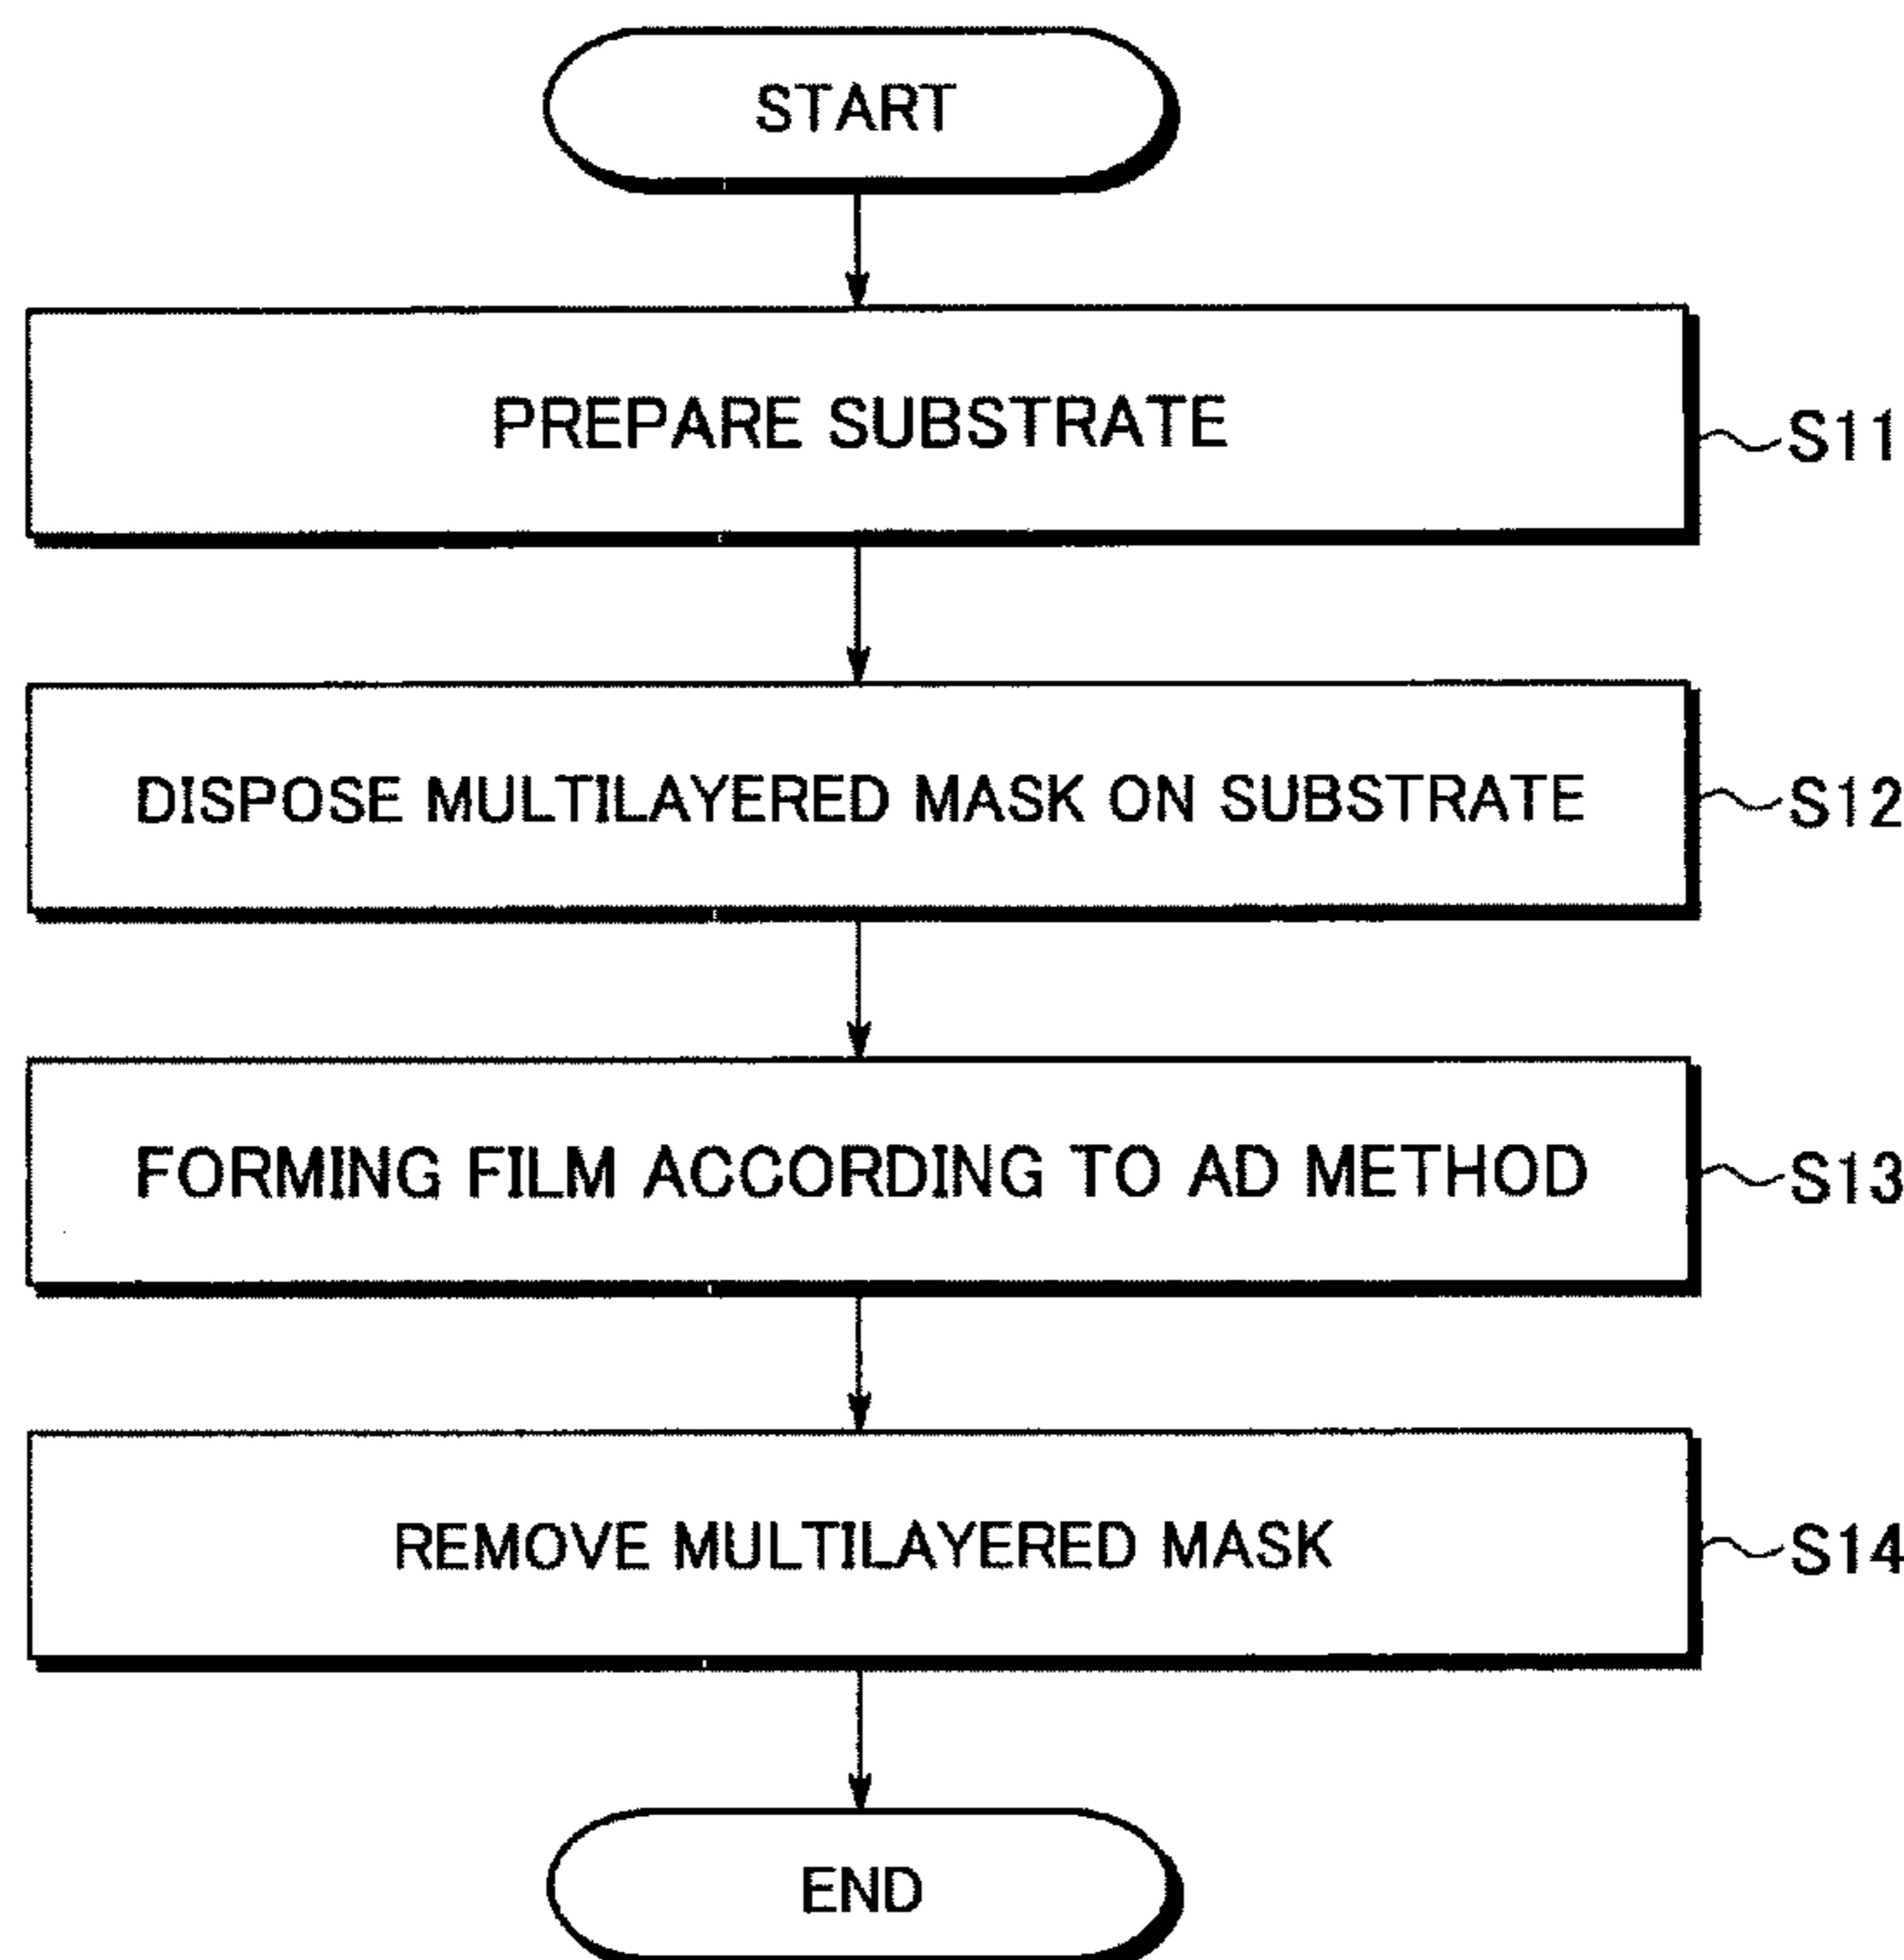 START
PREPARE SUBSTRATE S11
DISPOSE MULTILAYERED MASK ON SUBSTRATE S12
FORMING FILM ACCORDING TO AD METHOD S13
REMOVE MULTILAYERED MASK S14
END